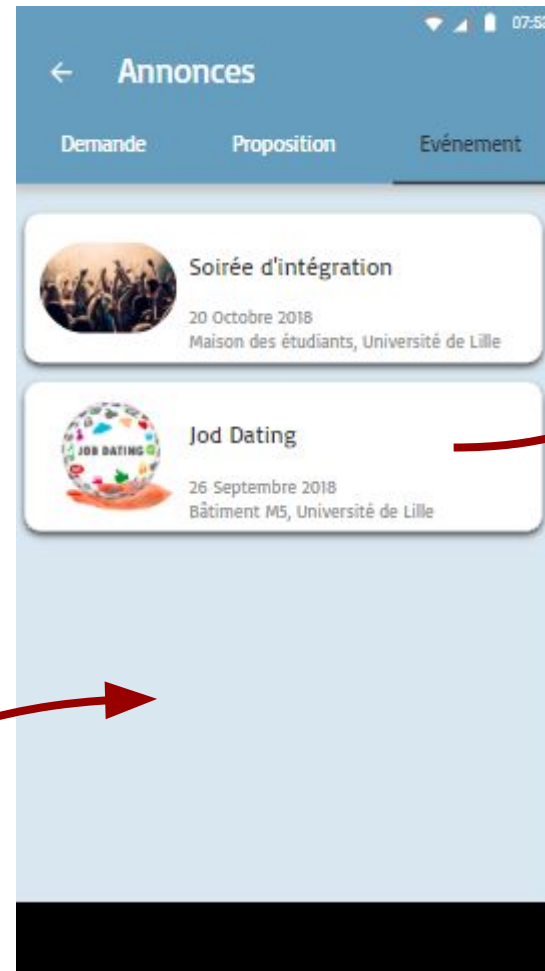 07:52
Annonces
Demande Proposition Evénement
Soirée d'intégration
20 Octobre 2018
Maison des étudiants, Université de Lille
JOB DATING
Jod Dating
26 Septembre 2018
Bâtiment M5, Université de Lille